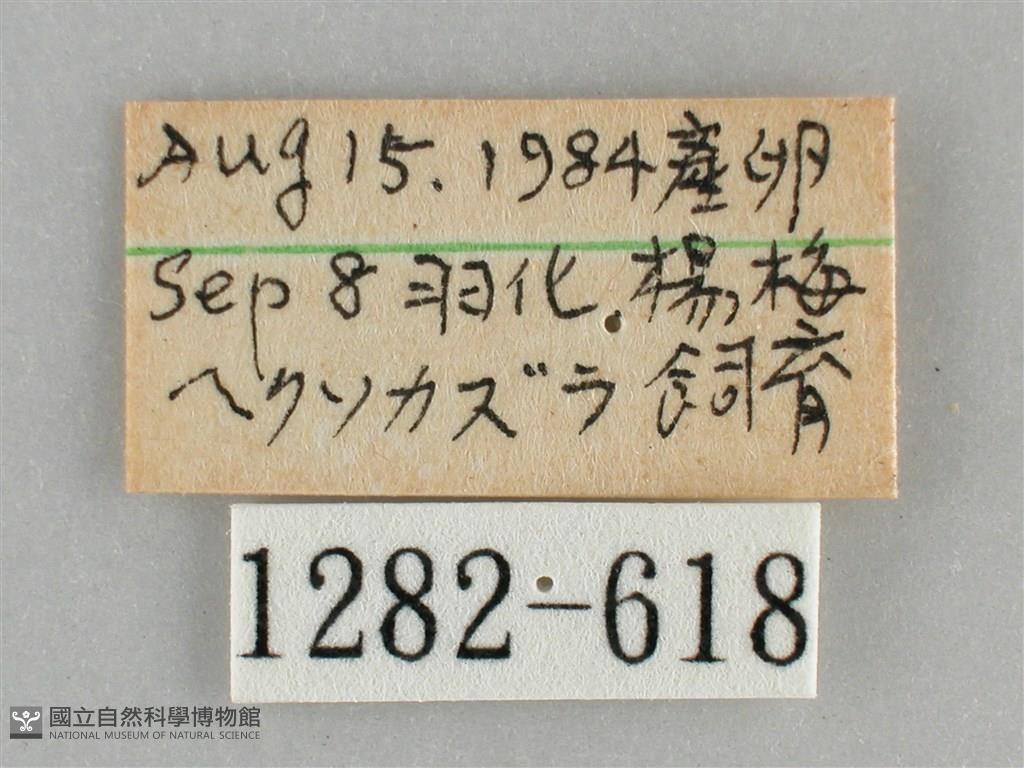 Aug 15. 1984 産卵
Sep 8 羽化. 楊梅
ヘクソカズラ 飼育
1282-618
國立自然科學博物館
NATIONAL MUSEUM OF NATURAL SCIENCE